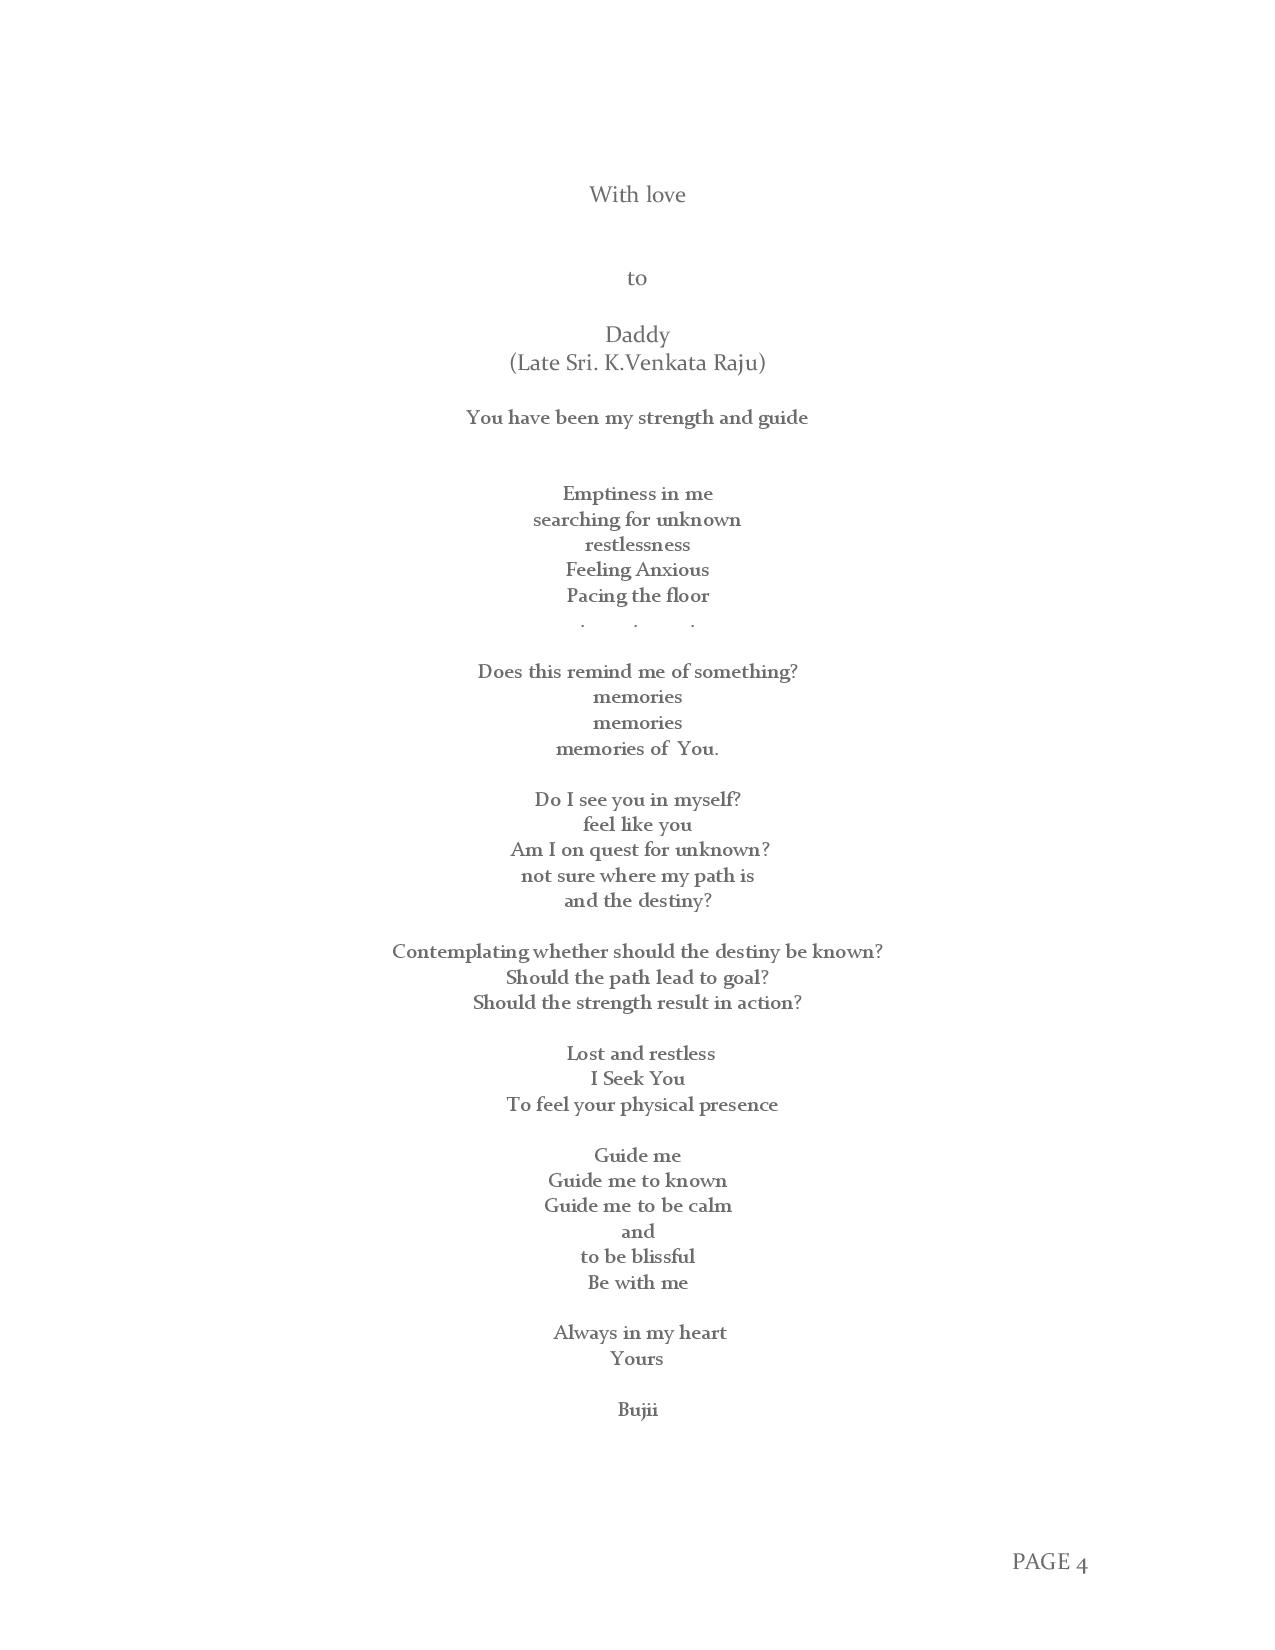 With love
to
Daddy
(Late Sri. K.Venkata Raju)
You have been my strength and guide
Emptiness in me
searching for unknown
restlessness
Feeling Anxious
Pacing the floor
. . .
Does this remind me of something?
memories
memories
memories of You.
Do I see you in myself?
feel like you
Am I on quest for unknown?
not sure where my path is
and the destiny?
Contemplating whether should the destiny be known?
Should the path lead to goal?
Should the strength result in action?
Lost and restless
I Seek You
To feel your physical presence
Guide me
Guide me to known
Guide me to be calm
and
to be blissful
Be with me
Always in my heart
Yours
Bujii
PAGE 4